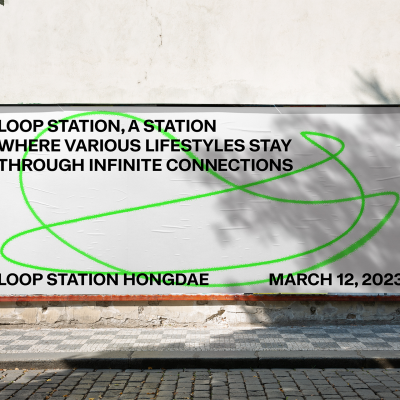 LOOP STATION, A STATION
WHERE VARIOUS LIFESTYLES STAY
THROUGH INFINITE CONNECTIONS
LOOP STATION HONGDAE
MARCH 12, 2023